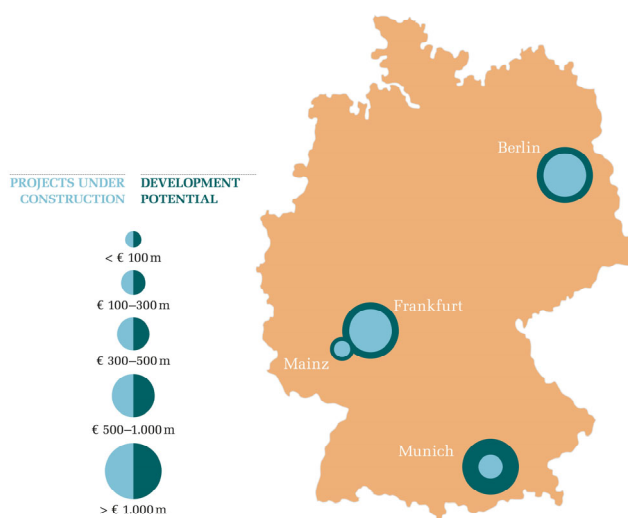 PROJECTS UNDER CONSTRUCTION
DEVELOPMENT POTENTIAL
< € 100 m
€ 100–300 m
€ 300–500 m
€ 500–1.000 m
> € 1.000 m
Berlin
Frankfurt
Mainz
Munich